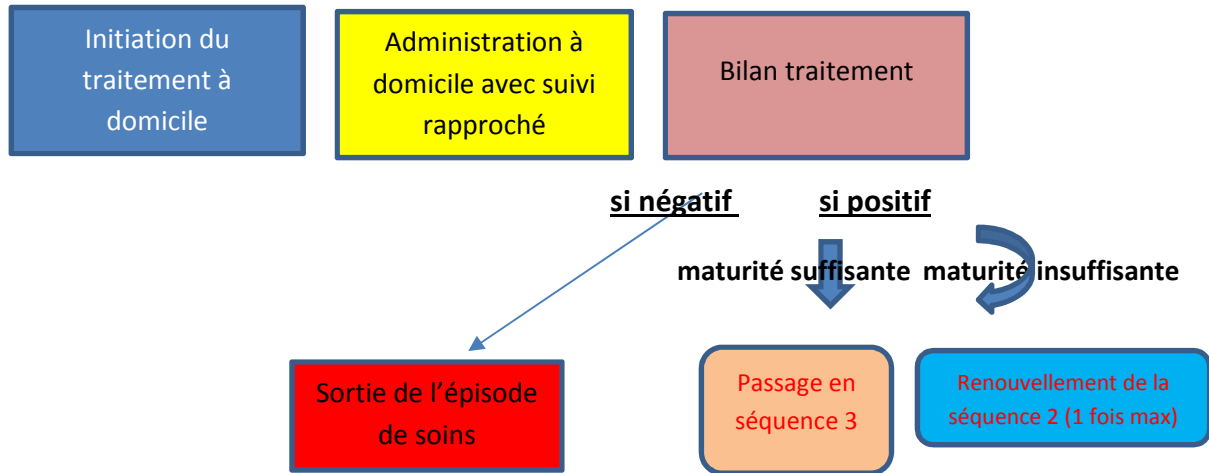 Initiation du
traitement à
domicile
Administration à
domicile avec suivi
rapproché
Bilan traitement
si négatif
si positif
maturité suffisante
maturité insuffisante
Sortie de l'épisode
de soins
Passage en
séquence 3
Renouvellement de la
séquence 2 (1 fois max)